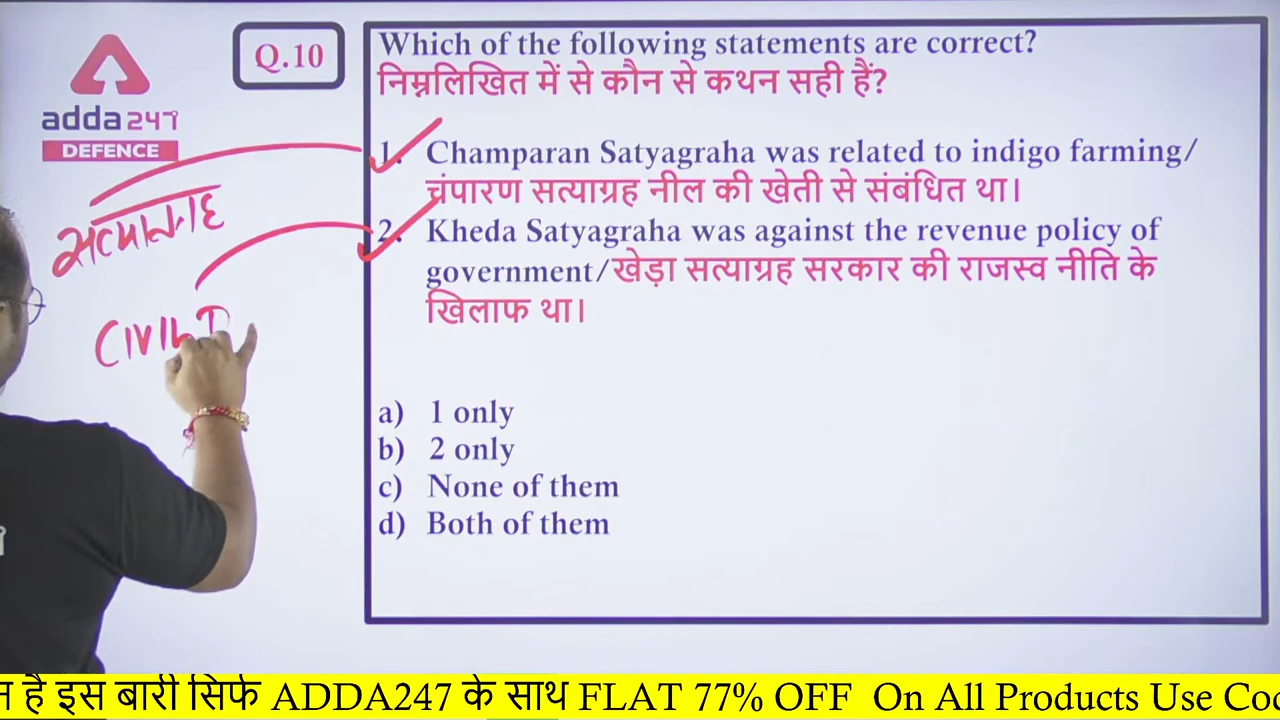 adda247
DEFENCE
Q.10
Which of the following statements are correct?
निम्नलिखित में से कौन से कथन सही हैं?
1. Champaran Satyagraha was related to indigo farming/
चंपारण सत्याग्रह नील की खेती से संबंधित था।
2. Kheda Satyagraha was against the revenue policy of
government/खेड़ा सत्याग्रह सरकार की राजस्व नीति के
खिलाफ था।
a) 1 only
b) 2 only
c) None of them
d) Both of them
CIVIL
है इस बारी सिर्फ ADDA247 के साथ FLAT 77% OFF On All Products Use